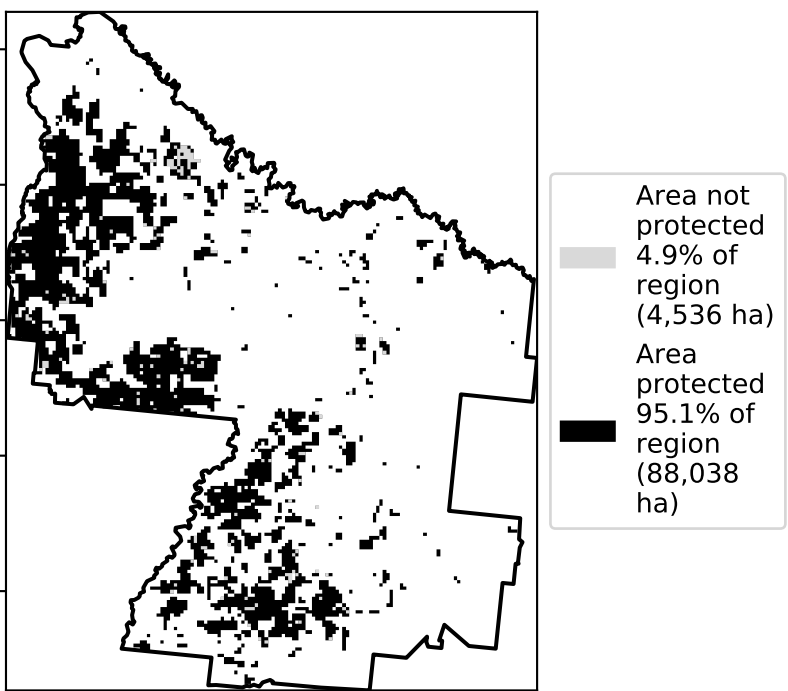 Area not
protected
4.9% of
region
(4,536 ha)
Area
protected
95.1% of
region
(88,038
ha)